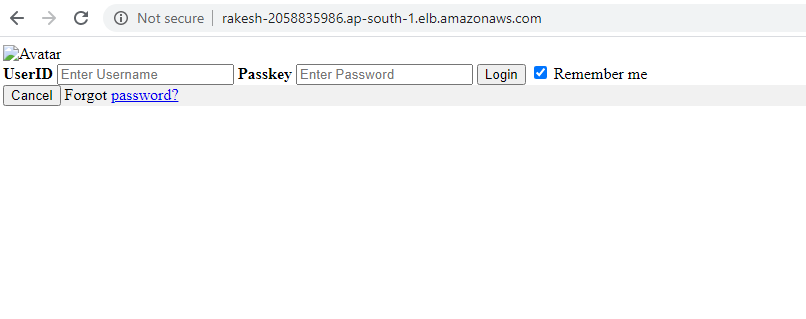 Not secure | rakesh-2058835986.ap-south-1.elb.amazonaws.com
Avatar
UserID Enter Username Passkey Enter Password Login Remember me
Cancel Forgot password?